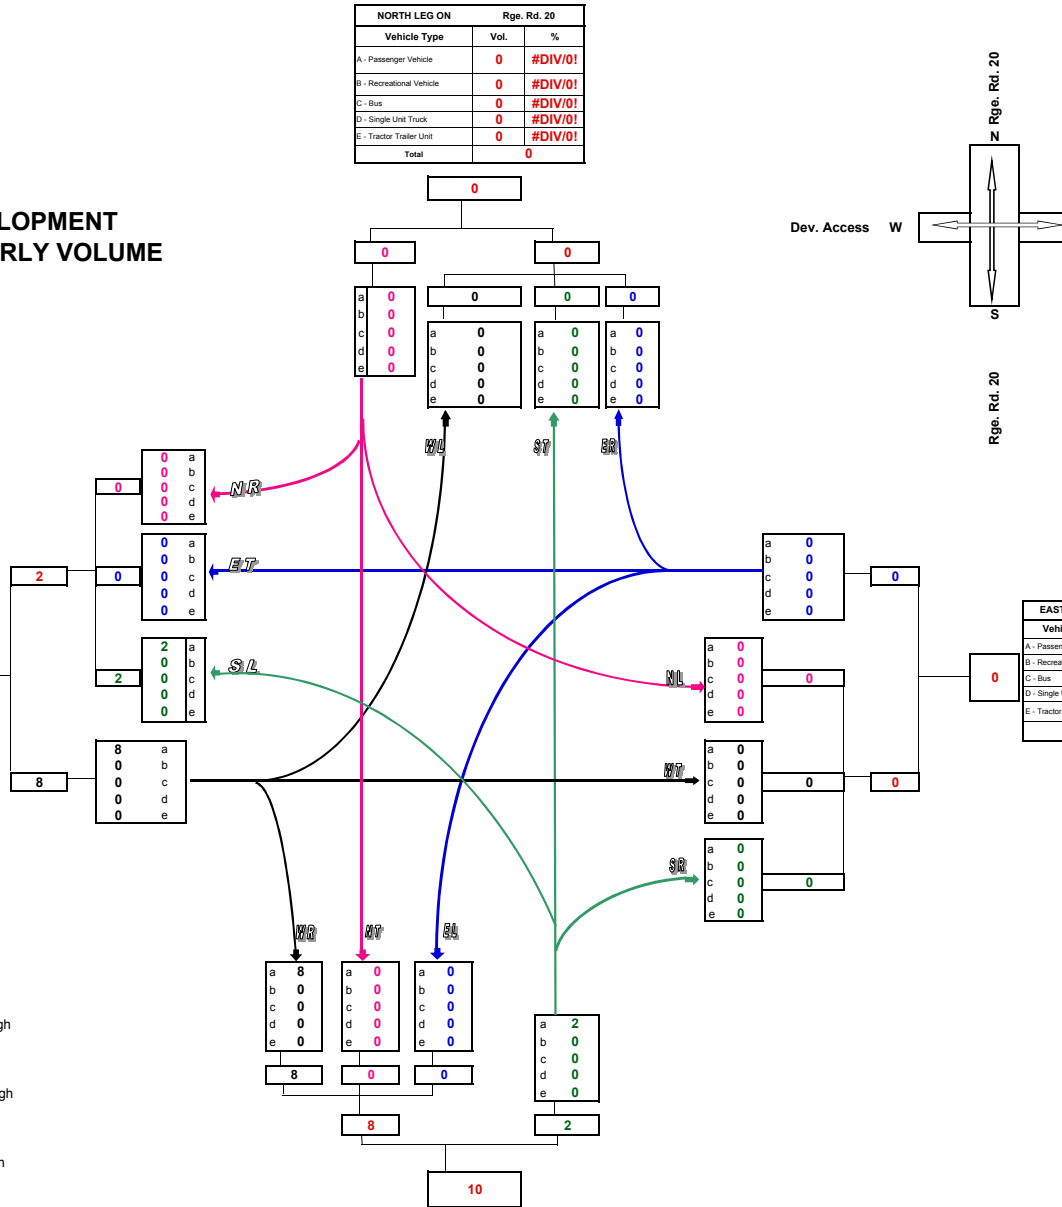 NORTH LEG ON Rge. Rd. 20
Vehicle Type Vol. %
A - Passenger Vehicle 0 #DIV/0!
B - Recreational Vehicle 0 #DIV/0!
C - Bus 0 #DIV/0!
D - Single Unit Truck 0 #DIV/0!
E - Tractor Trailer Unit 0 #DIV/0!
Total 0
Rge. Rd. 20
N
Dev. Access W
S
Rge. Rd. 20
LOPMENT
RLY VOLUME
0
0 0
0 0 0
a 0
b 0
c 0
d 0
e 0
a 0
b 0
c 0
d 0
e 0
a 0
b 0
c 0
d 0
e 0
a 0
b 0
c 0
d 0
e 0
WL ST ER
0 a
0 b
0 c
0 d
0 e
0
NR
0 a
0 b
0 c
0 d
0 e
2 0
ET
2 a
0 b
0 c
0 d
0 e
2
SL
8 a
0 b
0 c
0 d
0 e
8
a 0
b 0
c 0
d 0
e 0
0
NL
a 0
b 0
c 0
d 0
e 0
0
WT
a 0
b 0
c 0
d 0
e 0
0 0
SR
a 0
b 0
c 0
d 0
e 0
0
0
EAST
Vehi
A - Passen
B - Recrea
C - Bus
D - Single
E - Tractor
WR NT EL
a 8
b 0
c 0
d 0
e 0
8
a 0
b 0
c 0
d 0
e 0
0
a 0
b 0
c 0
d 0
e 0
0
a 2
b 0
c 0
d 0
e 0
8 2
10
gh
gh